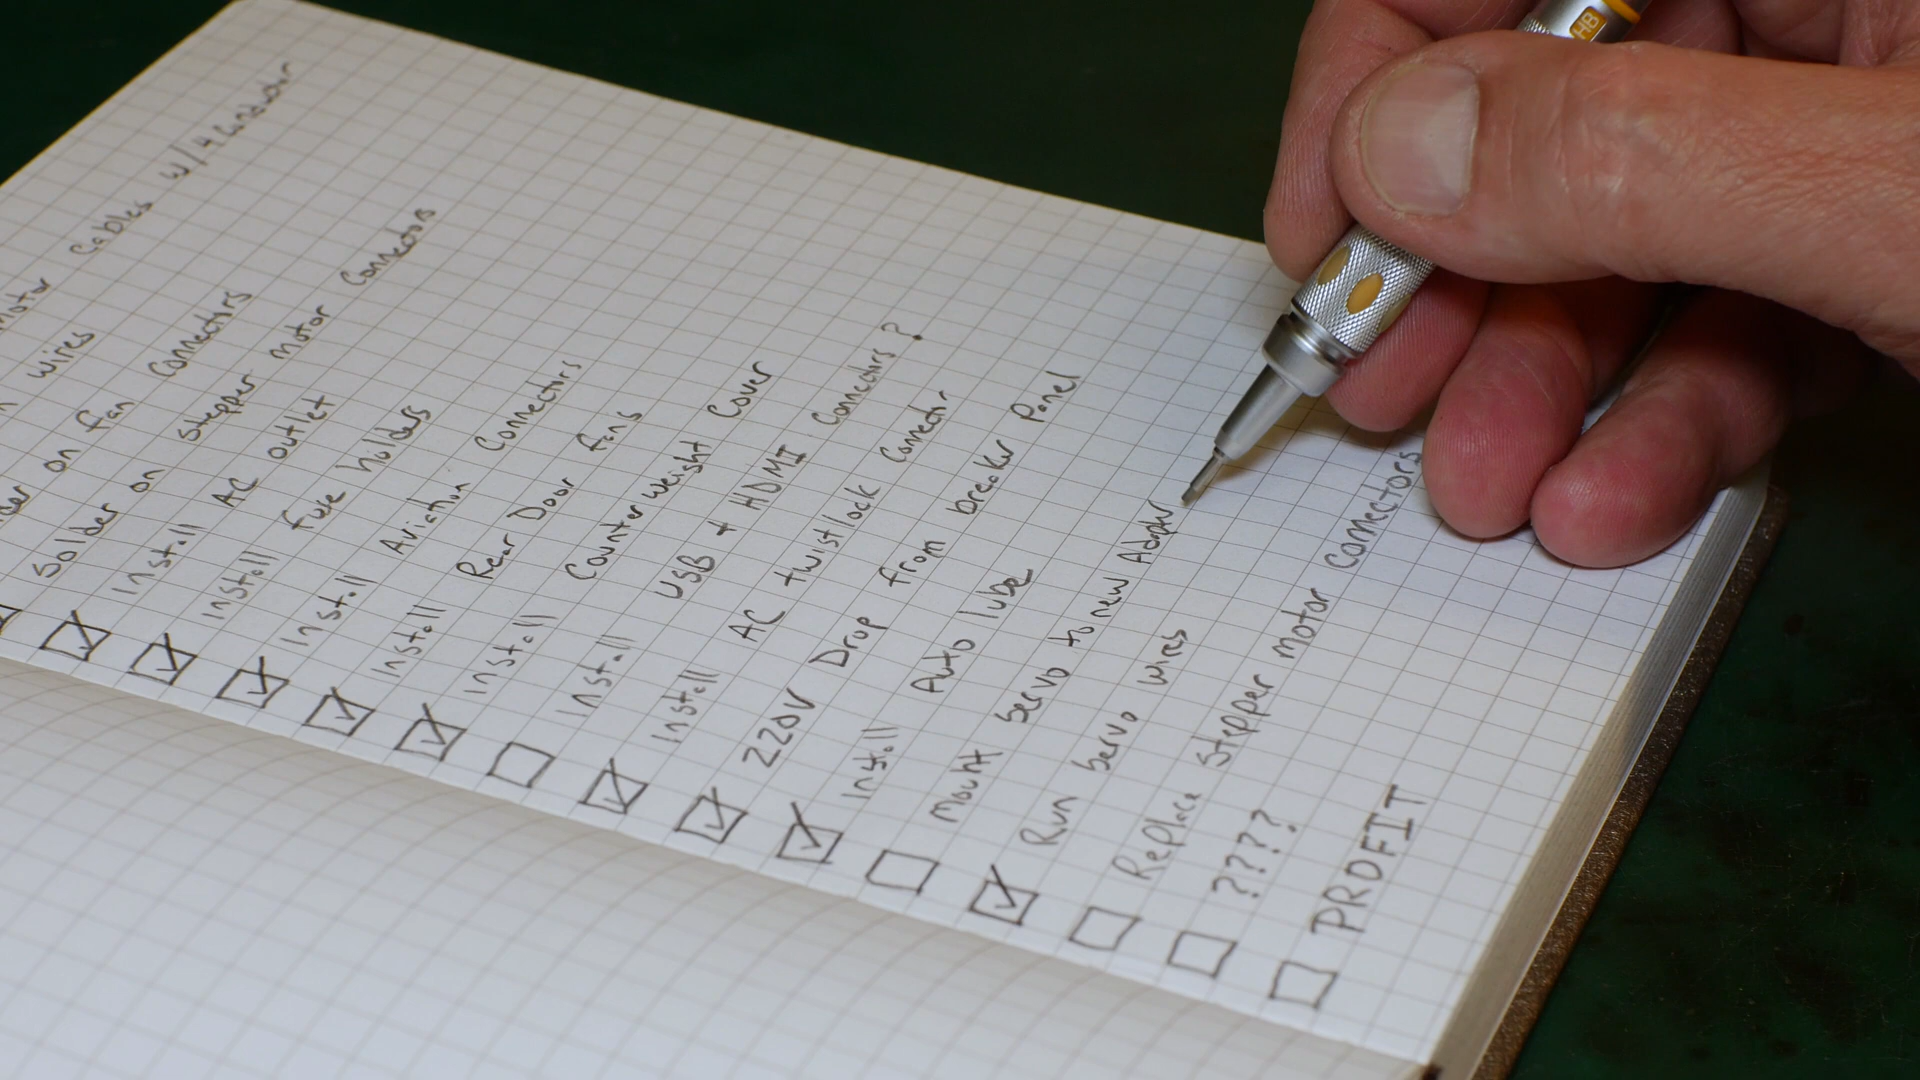 motor cables w/ 4 conductor
wires
on fan connectors
Solder on stepper motor connectors
Install AC outlet
Install fuse holders
Install Aviation Connectors
Install Rear Door fans
Install Counterweight Cover
Install USB + HDMI Connectors?
Install AC twistlock Connector
220V Drop from breaker Panel
Install Auto lube
Mount servo to new Adapter
Run servo wires
Replace stepper motor connectors
????
PROFIT
HB